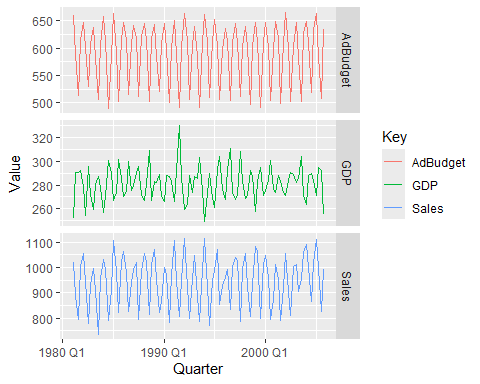 650
600
550
500
AdBudget
320
300
280
260
GDP
1100
1000
900
800
Sales
Value
1980 Q1 1990 Q1 2000 Q1
Quarter
Key
AdBudget
GDP
Sales